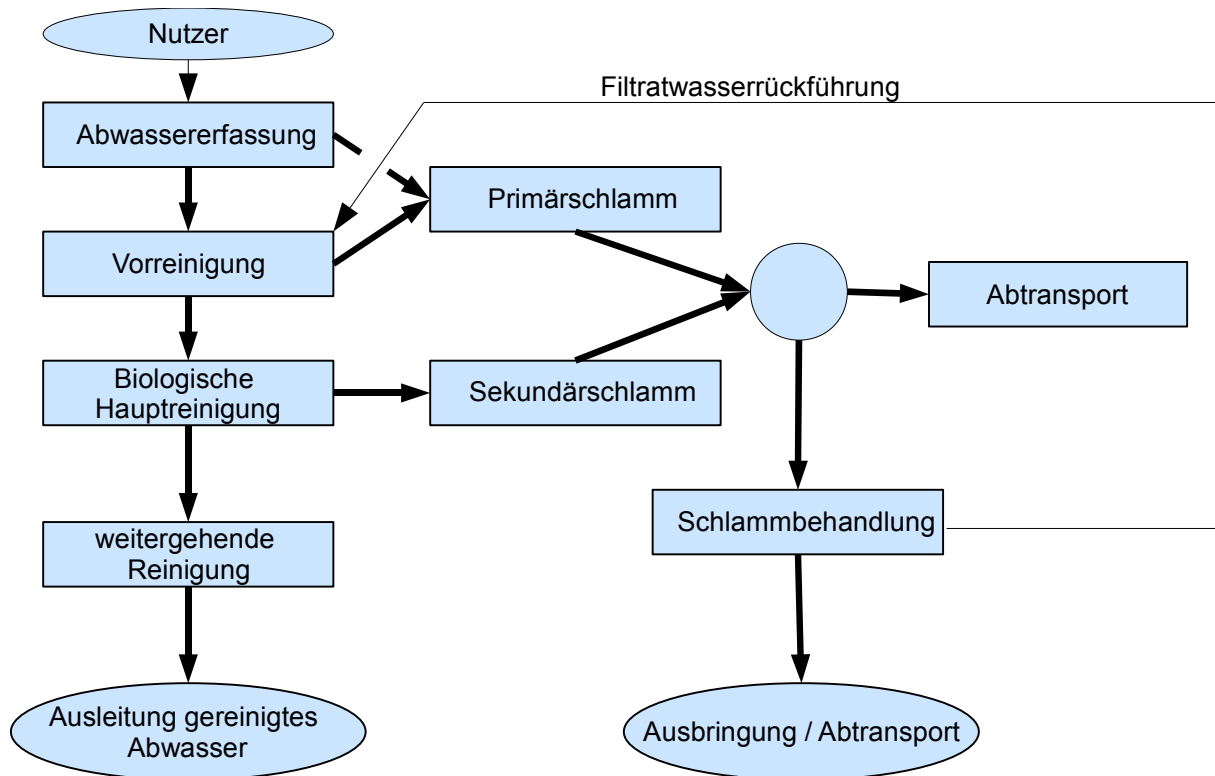 Nutzer
Filtratwasserrückführung
Abwassererfassung
Primärschlamm
Vorreinigung
Abtransport
Biologische
Hauptreinigung
Sekundärschlamm
Schlammbehandlung
weitergehende
Reinigung
Ausleitung gereinigtes
Abwasser
Ausbringung / Abtransport